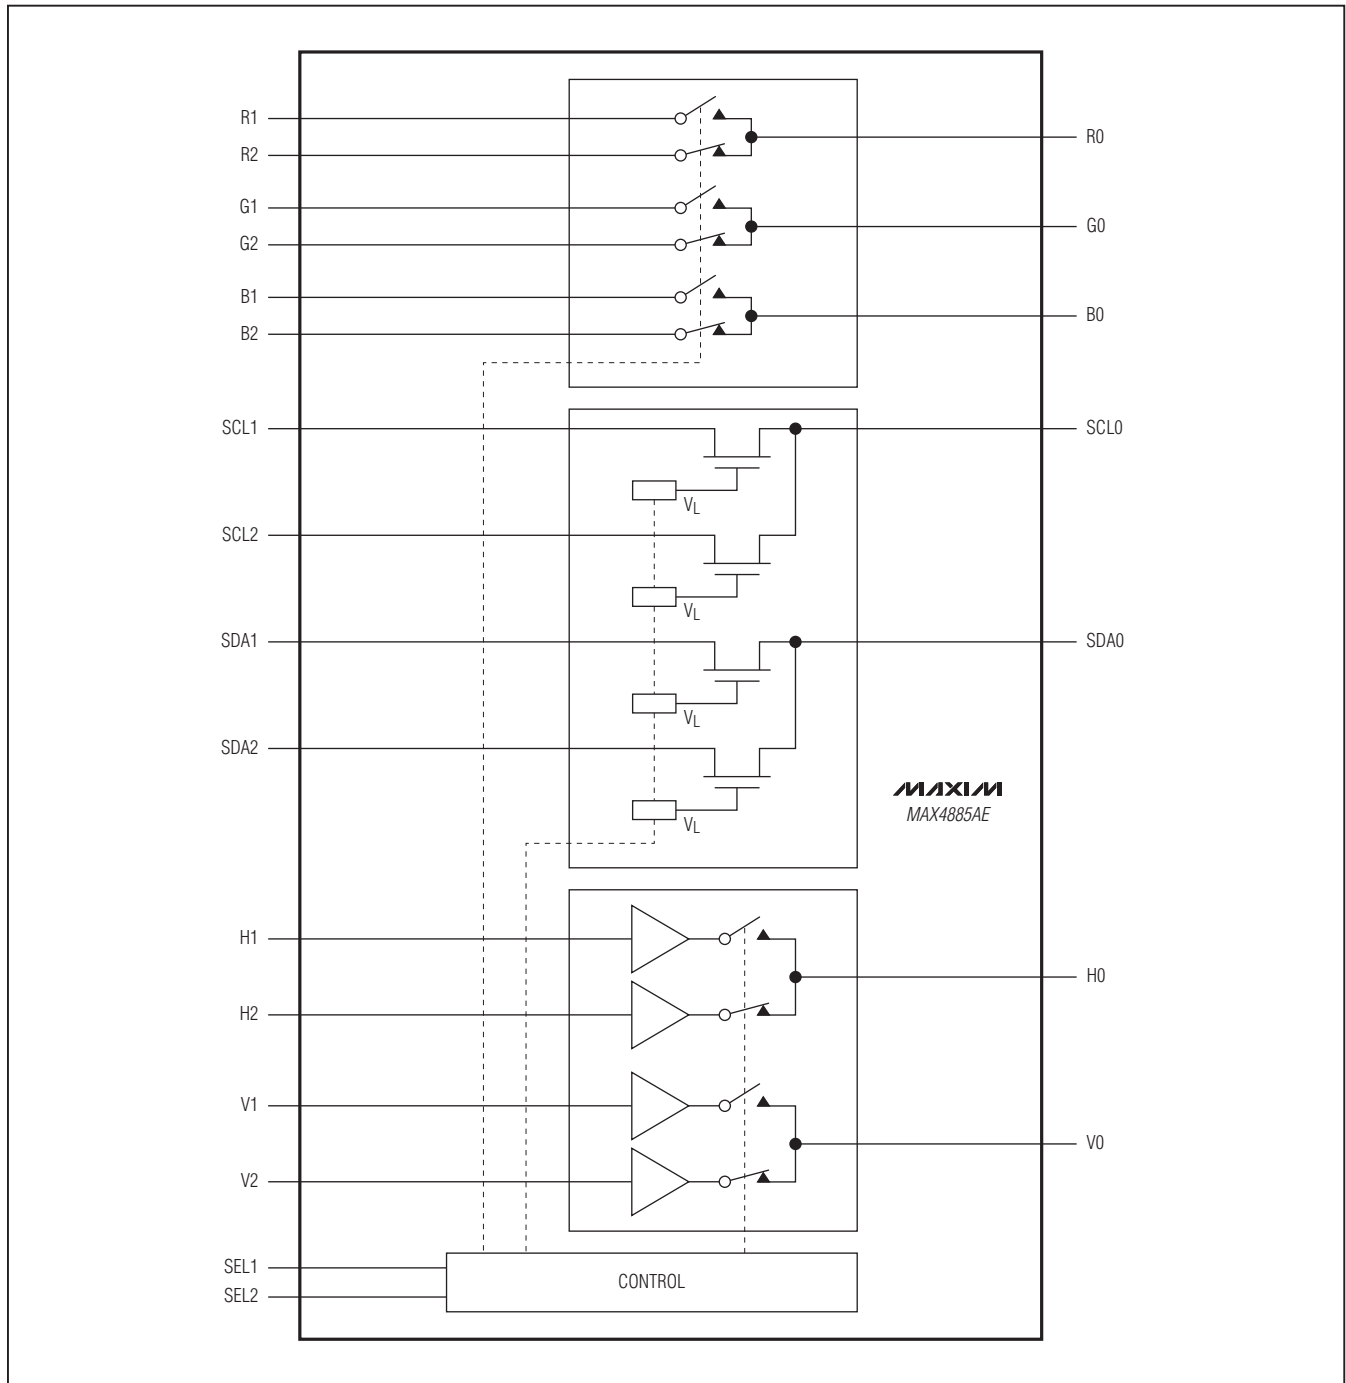 R1
R0
R2
G1
G0
G2
B1
B0
B2
SCL1
SCL0
VL
SCL2
VL
SDA1
SDA0
VL
SDA2
MAXIM
MAX4885AE
VL
H1
H0
H2
V1
V0
V2
SEL1
CONTROL
SEL2